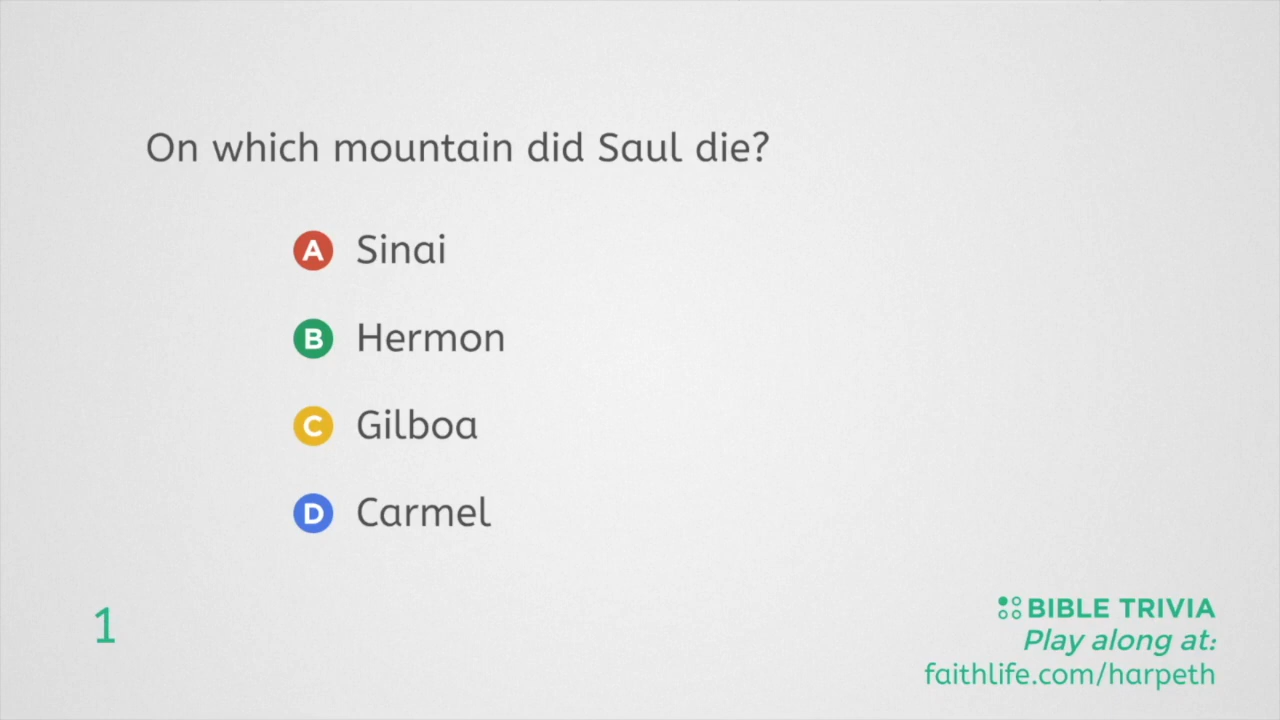 On which mountain did Saul die?
A Sinai
B Hermon
C Gilboa
D Carmel
1
BIBLE TRIVIA
Play along at:
faithlife.com/harpeth